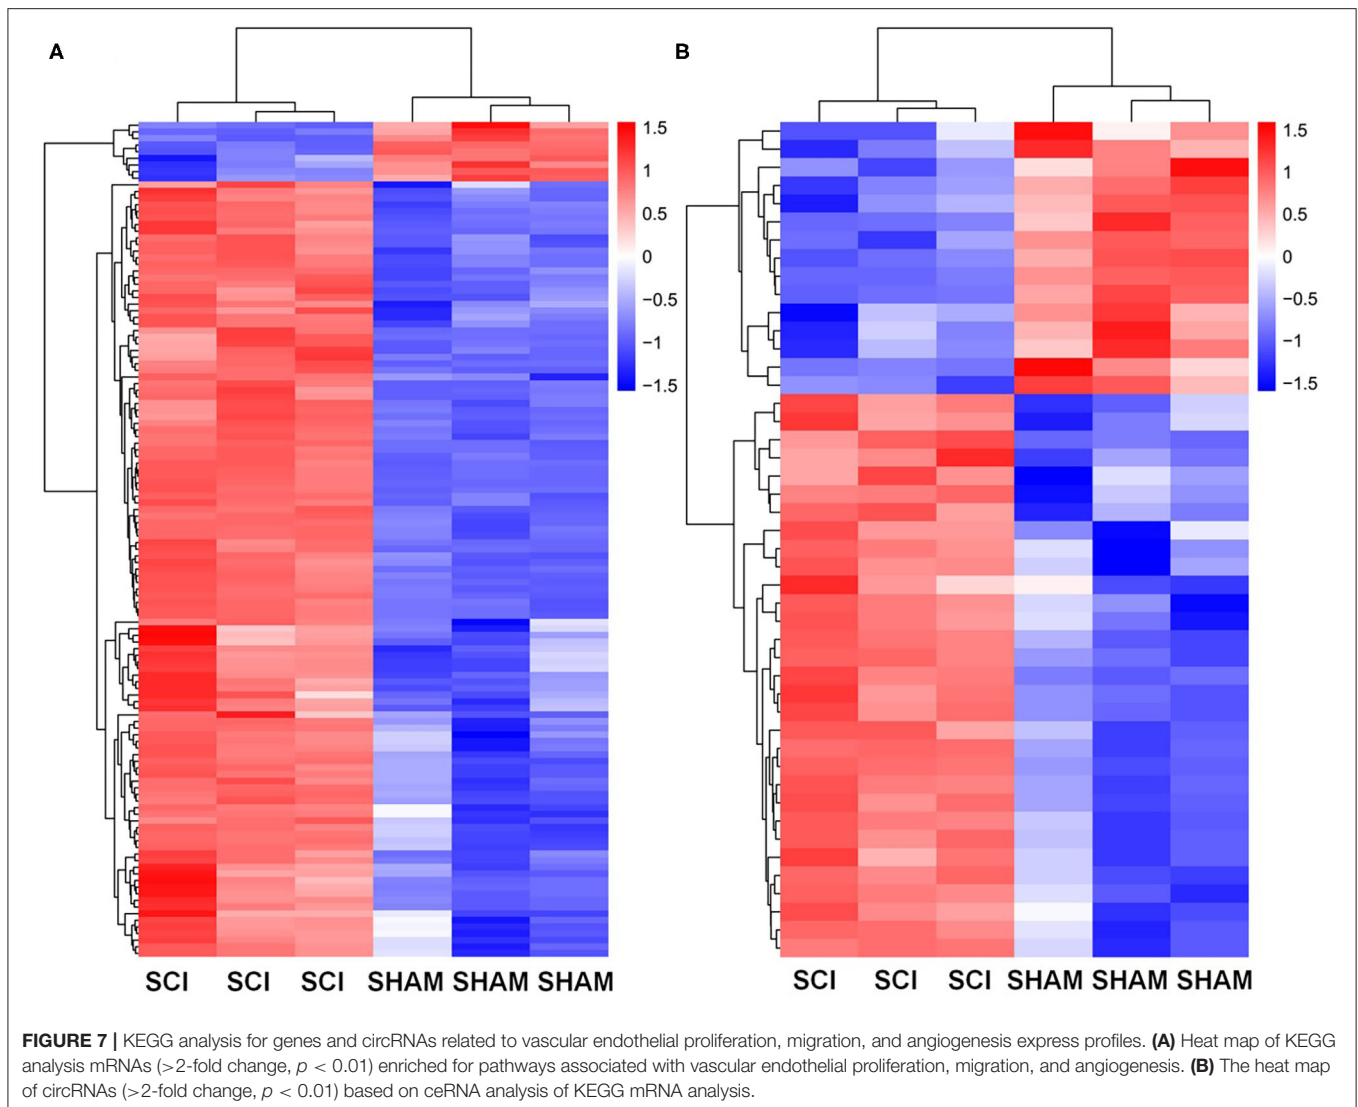 A
B
1.5
1
0.5
0
−0.5
−1
−1.5
1.5
1
0.5
0
−0.5
−1
−1.5
SCI SCI SCI SHAM SHAM SHAM
SCI SCI SCI SHAM SHAM SHAM
FIGURE 7 | KEGG analysis for genes and circRNAs related to vascular endothelial proliferation, migration, and angiogenesis express profiles. (A) Heat map of KEGG
analysis mRNAs (>2-fold change, p < 0.01) enriched for pathways associated with vascular endothelial proliferation, migration, and angiogenesis. (B) The heat map
of circRNAs (>2-fold change, p < 0.01) based on ceRNA analysis of KEGG mRNA analysis.